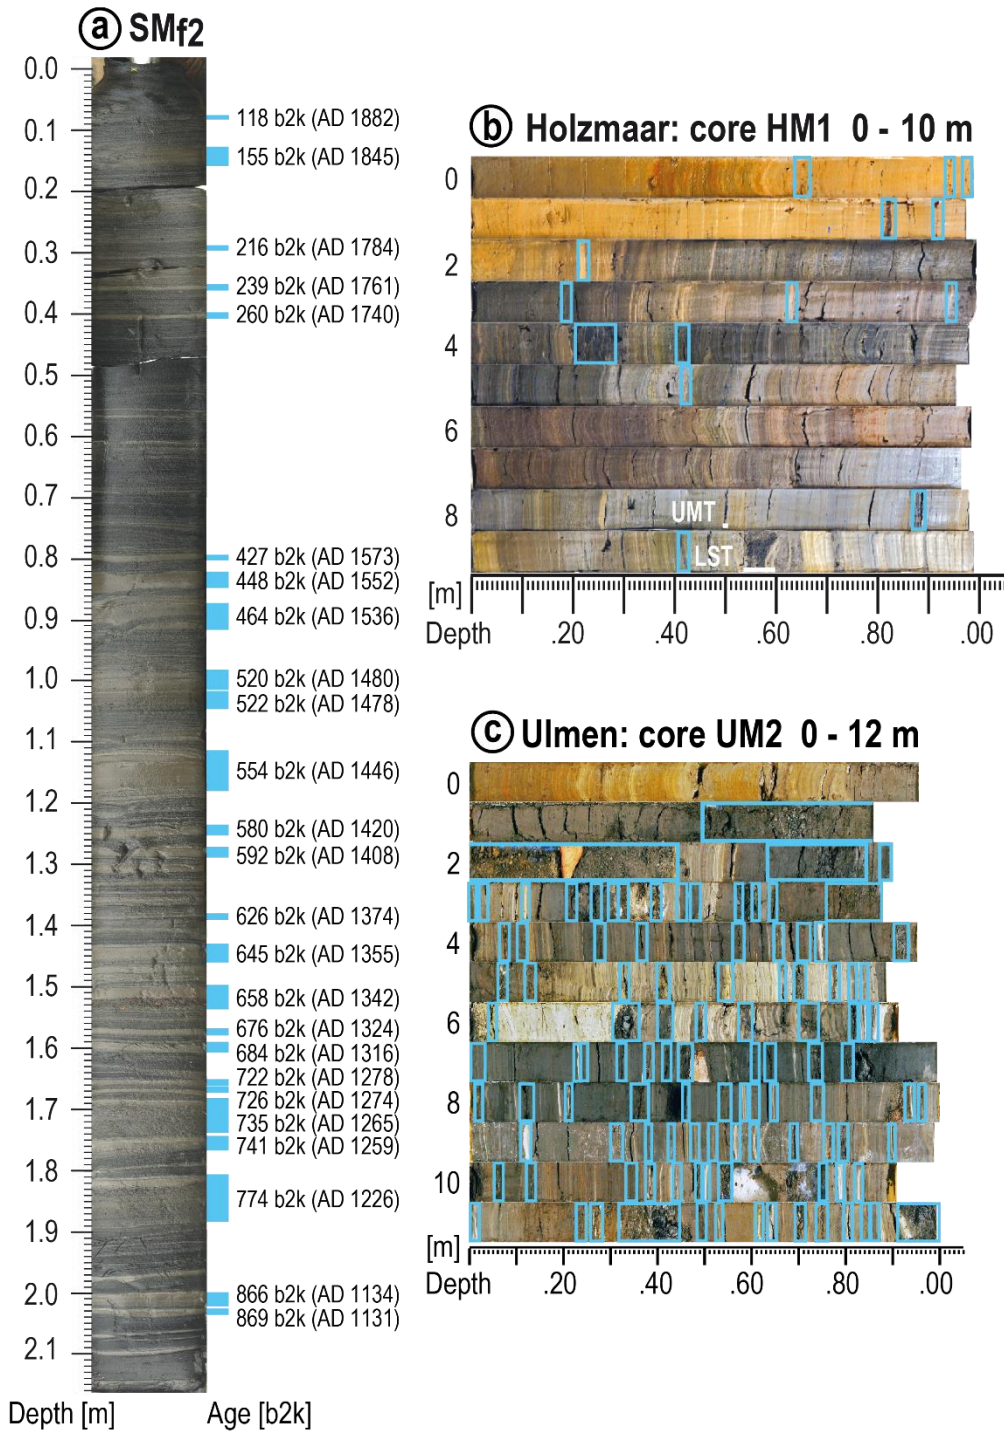 a SMf2
0.0
0.1
0.2
0.3
0.4
0.5
0.6
0.7
0.8
0.9
1.0
1.1
1.2
1.3
1.4
1.5
1.6
1.7
1.8
1.9
2.0
2.1
118 b2k (AD 1882)
155 b2k (AD 1845)
216 b2k (AD 1784)
239 b2k (AD 1761)
260 b2k (AD 1740)
427 b2k (AD 1573)
448 b2k (AD 1552)
464 b2k (AD 1536)
520 b2k (AD 1480)
522 b2k (AD 1478)
554 b2k (AD 1446)
580 b2k (AD 1420)
592 b2k (AD 1408)
626 b2k (AD 1374)
645 b2k (AD 1355)
658 b2k (AD 1342)
676 b2k (AD 1324)
684 b2k (AD 1316)
722 b2k (AD 1278)
726 b2k (AD 1274)
735 b2k (AD 1265)
741 b2k (AD 1259)
774 b2k (AD 1226)
866 b2k (AD 1134)
869 b2k (AD 1131)
Depth [m] Age [b2k]
b Holzmaar: core HM1 0 - 10 m
0
2
4
6
8
UMT
LST
[m]
Depth .20 .40 .60 .80 .00
c Ulmen: core UM2 0 - 12 m
0
2
4
6
8
10
[m]
Depth .20 .40 .60 .80 .00